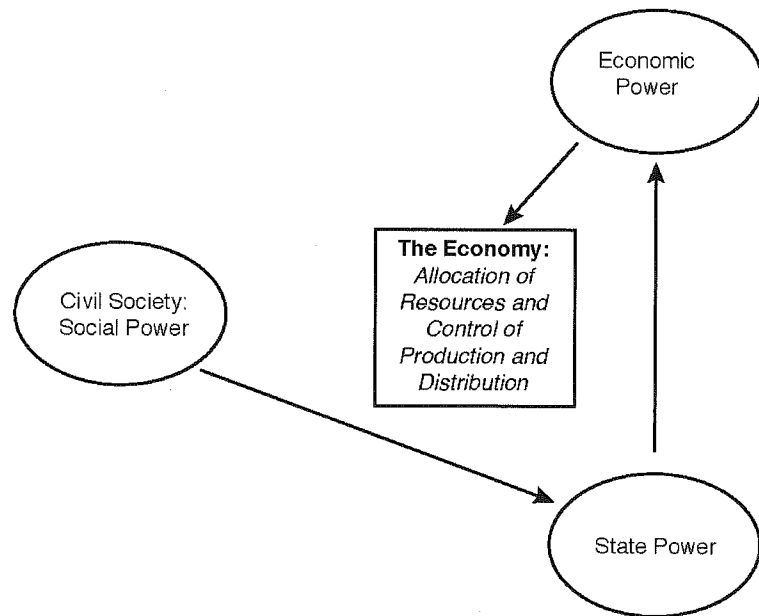 Economic
Power
The Economy:
Allocation of
Resources and
Control of
Production and
Distribution
Civil Society:
Social Power
State Power